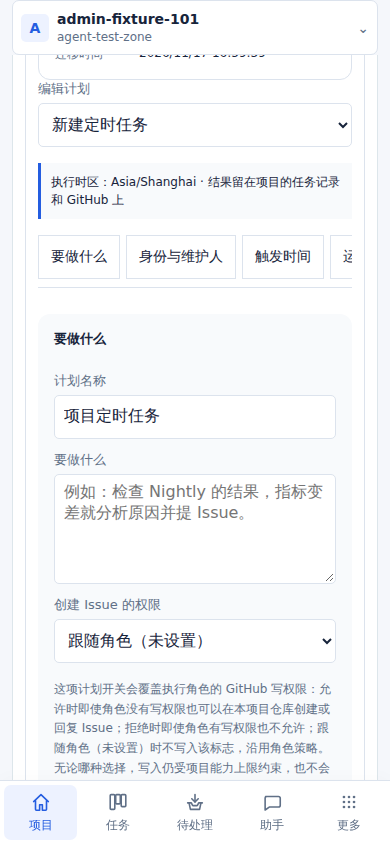 A
admin-fixture-101
agent-test-zone
编辑计划
新建定时任务
执行时区：Asia/Shanghai · 结果留在项目的任务记录
和 GitHub 上
要做什么
身份与维护人
触发时间
运
要做什么
计划名称
项目定时任务
要做什么
例如：检查 Nightly 的结果，指标变
差就分析原因并提 Issue。
创建 Issue 的权限
跟随角色（未设置）
这项计划开关会覆盖执行角色的 GitHub 写权限：允
许时即使角色没有写权限也可以在本项目仓库创建或
回复 Issue；拒绝时即使角色有写权限也不允许；跟
随角色（未设置）时不写入该标志，沿用角色策略。
无论哪种选择，写入仍受项目能力上限约束，也不会
项目
任务
待处理
助手
更多